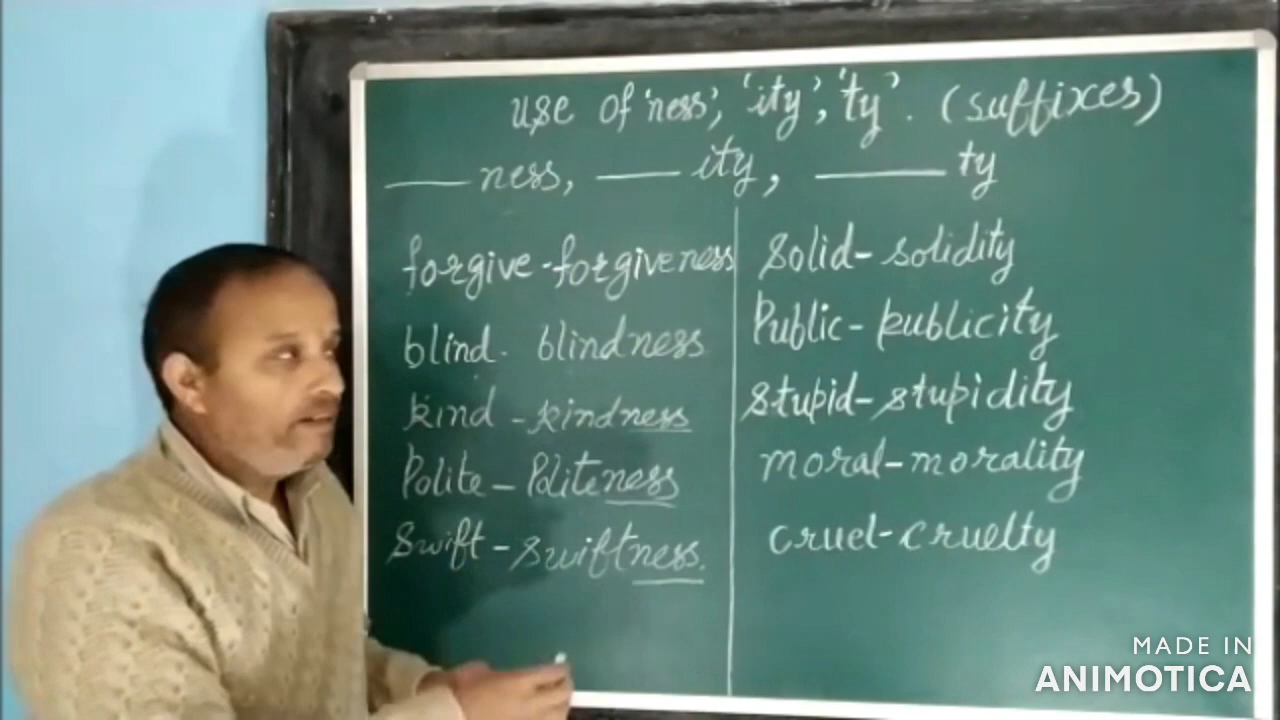 use of 'ness', 'ity', 'ty'. (suffixes)
___ ness, ___ ity, ___ ty
forgive - forgiveness
blind - blindness
kind - kindness
Polite - Politeness
Swift - swiftness.
Solid - solidity
Public - publicity
stupid - stupidity
moral - morality
cruel - cruelty
MADE IN
ANIMOTICA